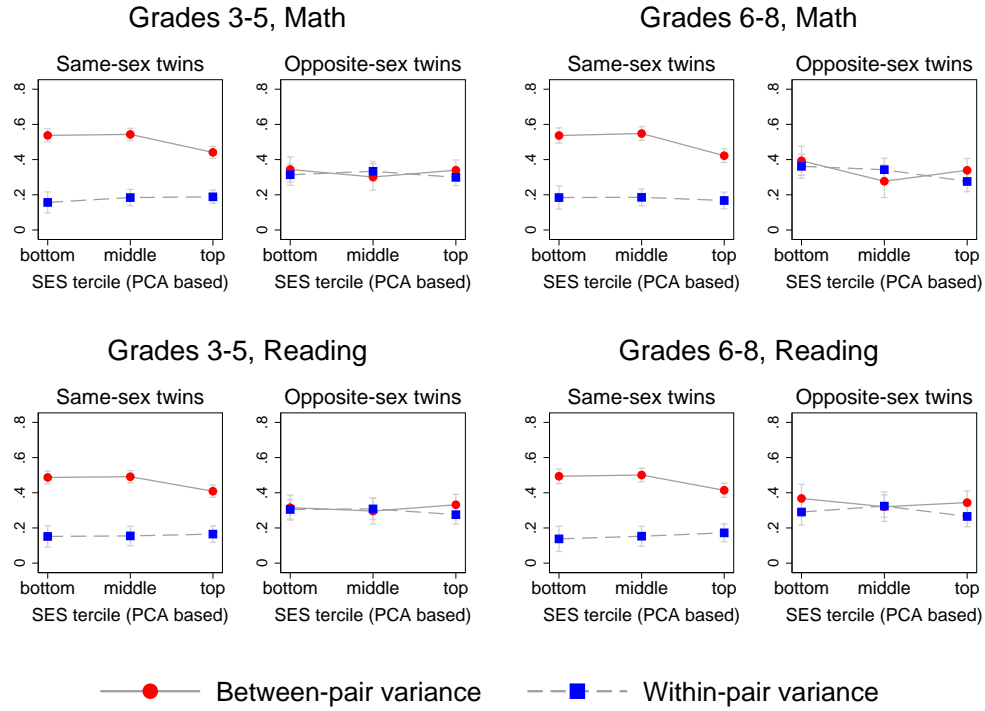 Grades 3-5, Math
Same-sex twins
.8
.6
.4
.2
0
bottom middle top
SES tercile (PCA based)
Opposite-sex twins
.8
.6
.4
.2
0
bottom middle top
SES tercile (PCA based)
Grades 6-8, Math
Same-sex twins
.8
.6
.4
.2
0
bottom middle top
SES tercile (PCA based)
Opposite-sex twins
.8
.6
.4
.2
0
bottom middle top
SES tercile (PCA based)
Grades 3-5, Reading
Same-sex twins
.8
.6
.4
.2
0
bottom middle top
SES tercile (PCA based)
Opposite-sex twins
.8
.6
.4
.2
0
bottom middle top
SES tercile (PCA based)
Grades 6-8, Reading
Same-sex twins
.8
.6
.4
.2
0
bottom middle top
SES tercile (PCA based)
Opposite-sex twins
.8
.6
.4
.2
0
bottom middle top
SES tercile (PCA based)
Between-pair variance
Within-pair variance